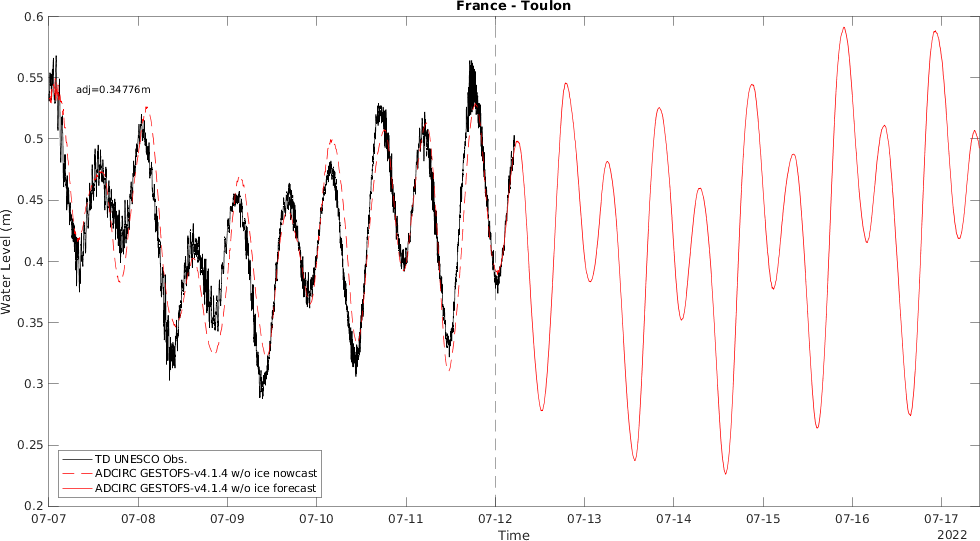 France - Toulon
0.6
0.55
adj=0.34776m
0.5
0.45
0.4
0.35
0.3
0.25
0.2
Water Level (m)
TD UNESCO Obs.
ADCIRC GESTOFS-v4.1.4 w/o ice nowcast
ADCIRC GESTOFS-v4.1.4 w/o ice forecast
07-07 07-08 07-09 07-10 07-11 07-12 07-13 07-14 07-15 07-16 07-17
Time
2022